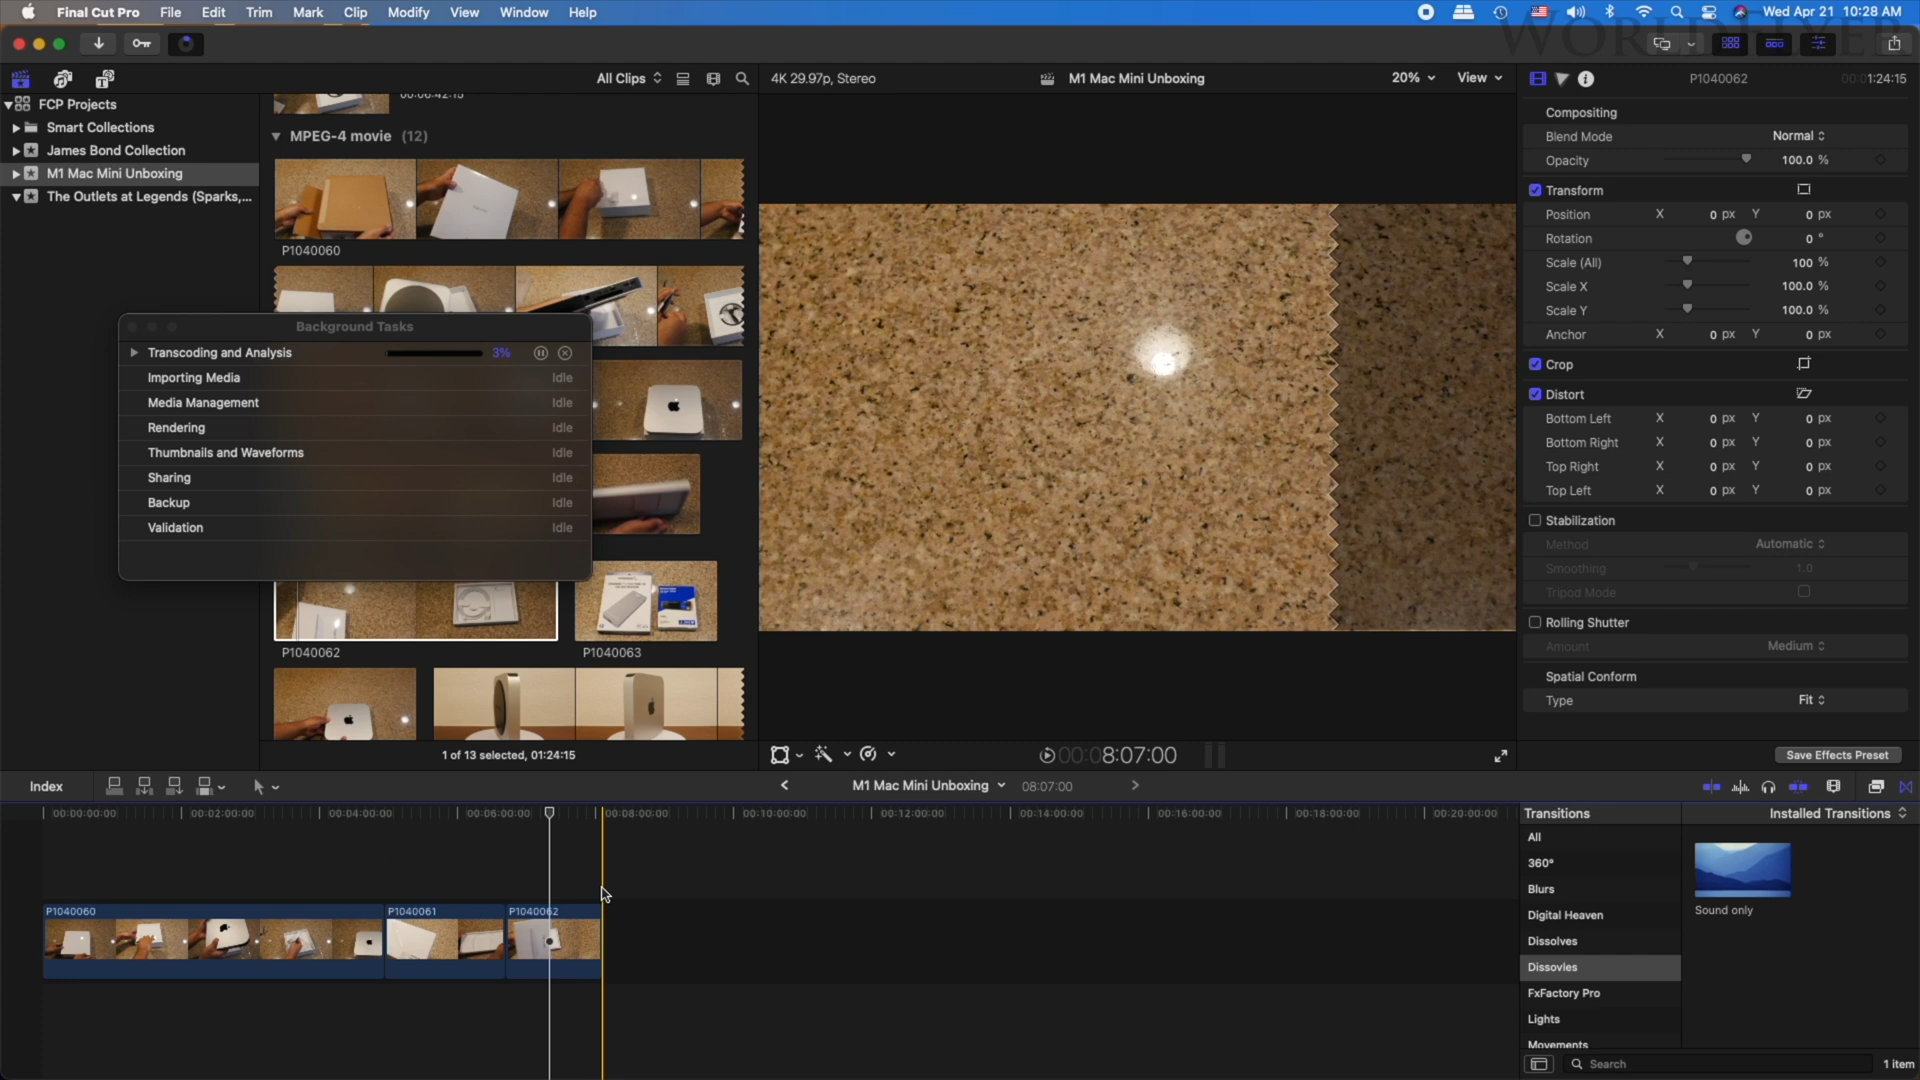 Final Cut Pro File Edit Trim Mark Clip Modify View Window Help Wed Apr 21 10:28 AM
WORLDFLYER
All Clips 4K 29.97p, Stereo M1 Mac Mini Unboxing 20% View P1040062 00:01:24:15
FCP Projects
Smart Collections
James Bond Collection
M1 Mac Mini Unboxing
The Outlets at Legends (Sparks,...
00:06:42:15
MPEG-4 movie (12)
P1040060
Background Tasks
Transcoding and Analysis 3%
Importing Media Idle
Media Management Idle
Rendering Idle
Thumbnails and Waveforms Idle
Sharing Idle
Backup Idle
Validation Idle
P1040062 P1040063
1 of 13 selected, 01:24:15
Compositing
Blend Mode Normal
Opacity 100.0 %
Transform
Position X 0 px Y 0 px
Rotation 0 °
Scale (All) 100 %
Scale X 100.0 %
Scale Y 100.0 %
Anchor X 0 px Y 0 px
Crop
Distort
Bottom Left X 0 px Y 0 px
Bottom Right X 0 px Y 0 px
Top Right X 0 px Y 0 px
Top Left X 0 px Y 0 px
Stabilization
Method Automatic
Smoothing 1.0
Tripod Mode
Rolling Shutter
Amount Medium
Spatial Conform
Type Fit
00:08:07:00
Save Effects Preset
Index M1 Mac Mini Unboxing 08:07:00
00:00:00:00 00:02:00:00 00:04:00:00 00:06:00:00 00:08:00:00 00:10:00:00 00:12:00:00 00:14:00:00 00:16:00:00 00:18:00:00 00:20:00:00
P1040060 P1040061 P1040062
Transitions Installed Transitions
All
360°
Blurs
Digital Heaven
Dissolves
Dissovles
FxFactory Pro
Lights
Movements
Sound only
Search 1 item